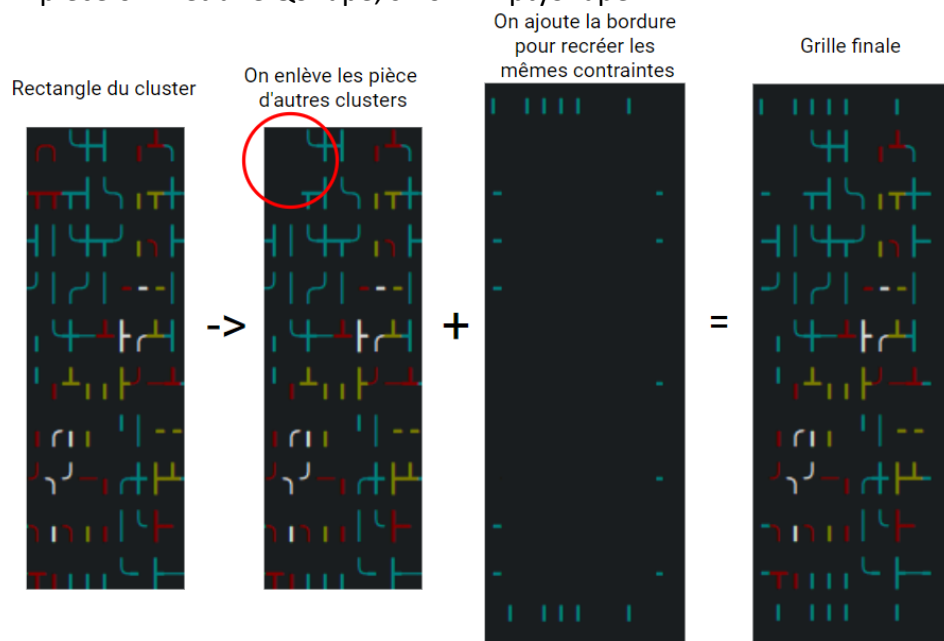 On ajoute la bordure
pour recréer les
mêmes contraintes
Rectangle du cluster
On enlève les pièce
d'autres clusters
Grille finale
->
+
=